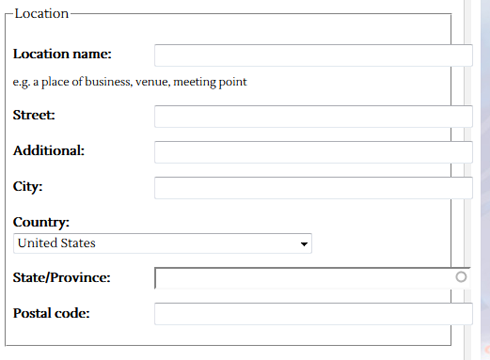 Location
Location name:
e.g. a place of business, venue, meeting point
Street:
Additional:
City:
Country:
United States
State/Province:
Postal code: